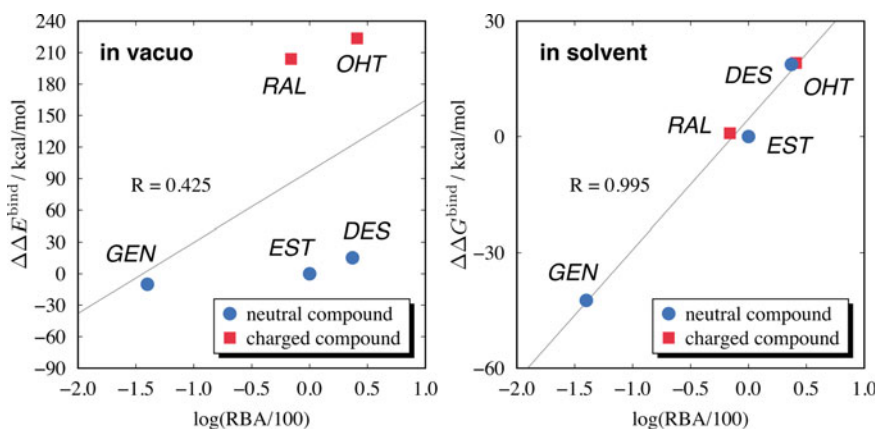 in vacuo
RAL
OHT
R = 0.425
GEN
EST
DES
neutral compound
charged compound
240
210
180
150
120
90
60
30
0
−30
−60
−90
−2.0 −1.5 −1.0 −0.5 0.0 0.5 1.0
log(RBA/100)
ΔΔE^bind / kcal/mol
in solvent
DES
OHT
RAL
EST
R = 0.995
GEN
neutral compound
charged compound
30
0
−30
−60
−2.0 −1.5 −1.0 −0.5 0.0 0.5 1.0
log(RBA/100)
ΔΔG^bind / kcal/mol